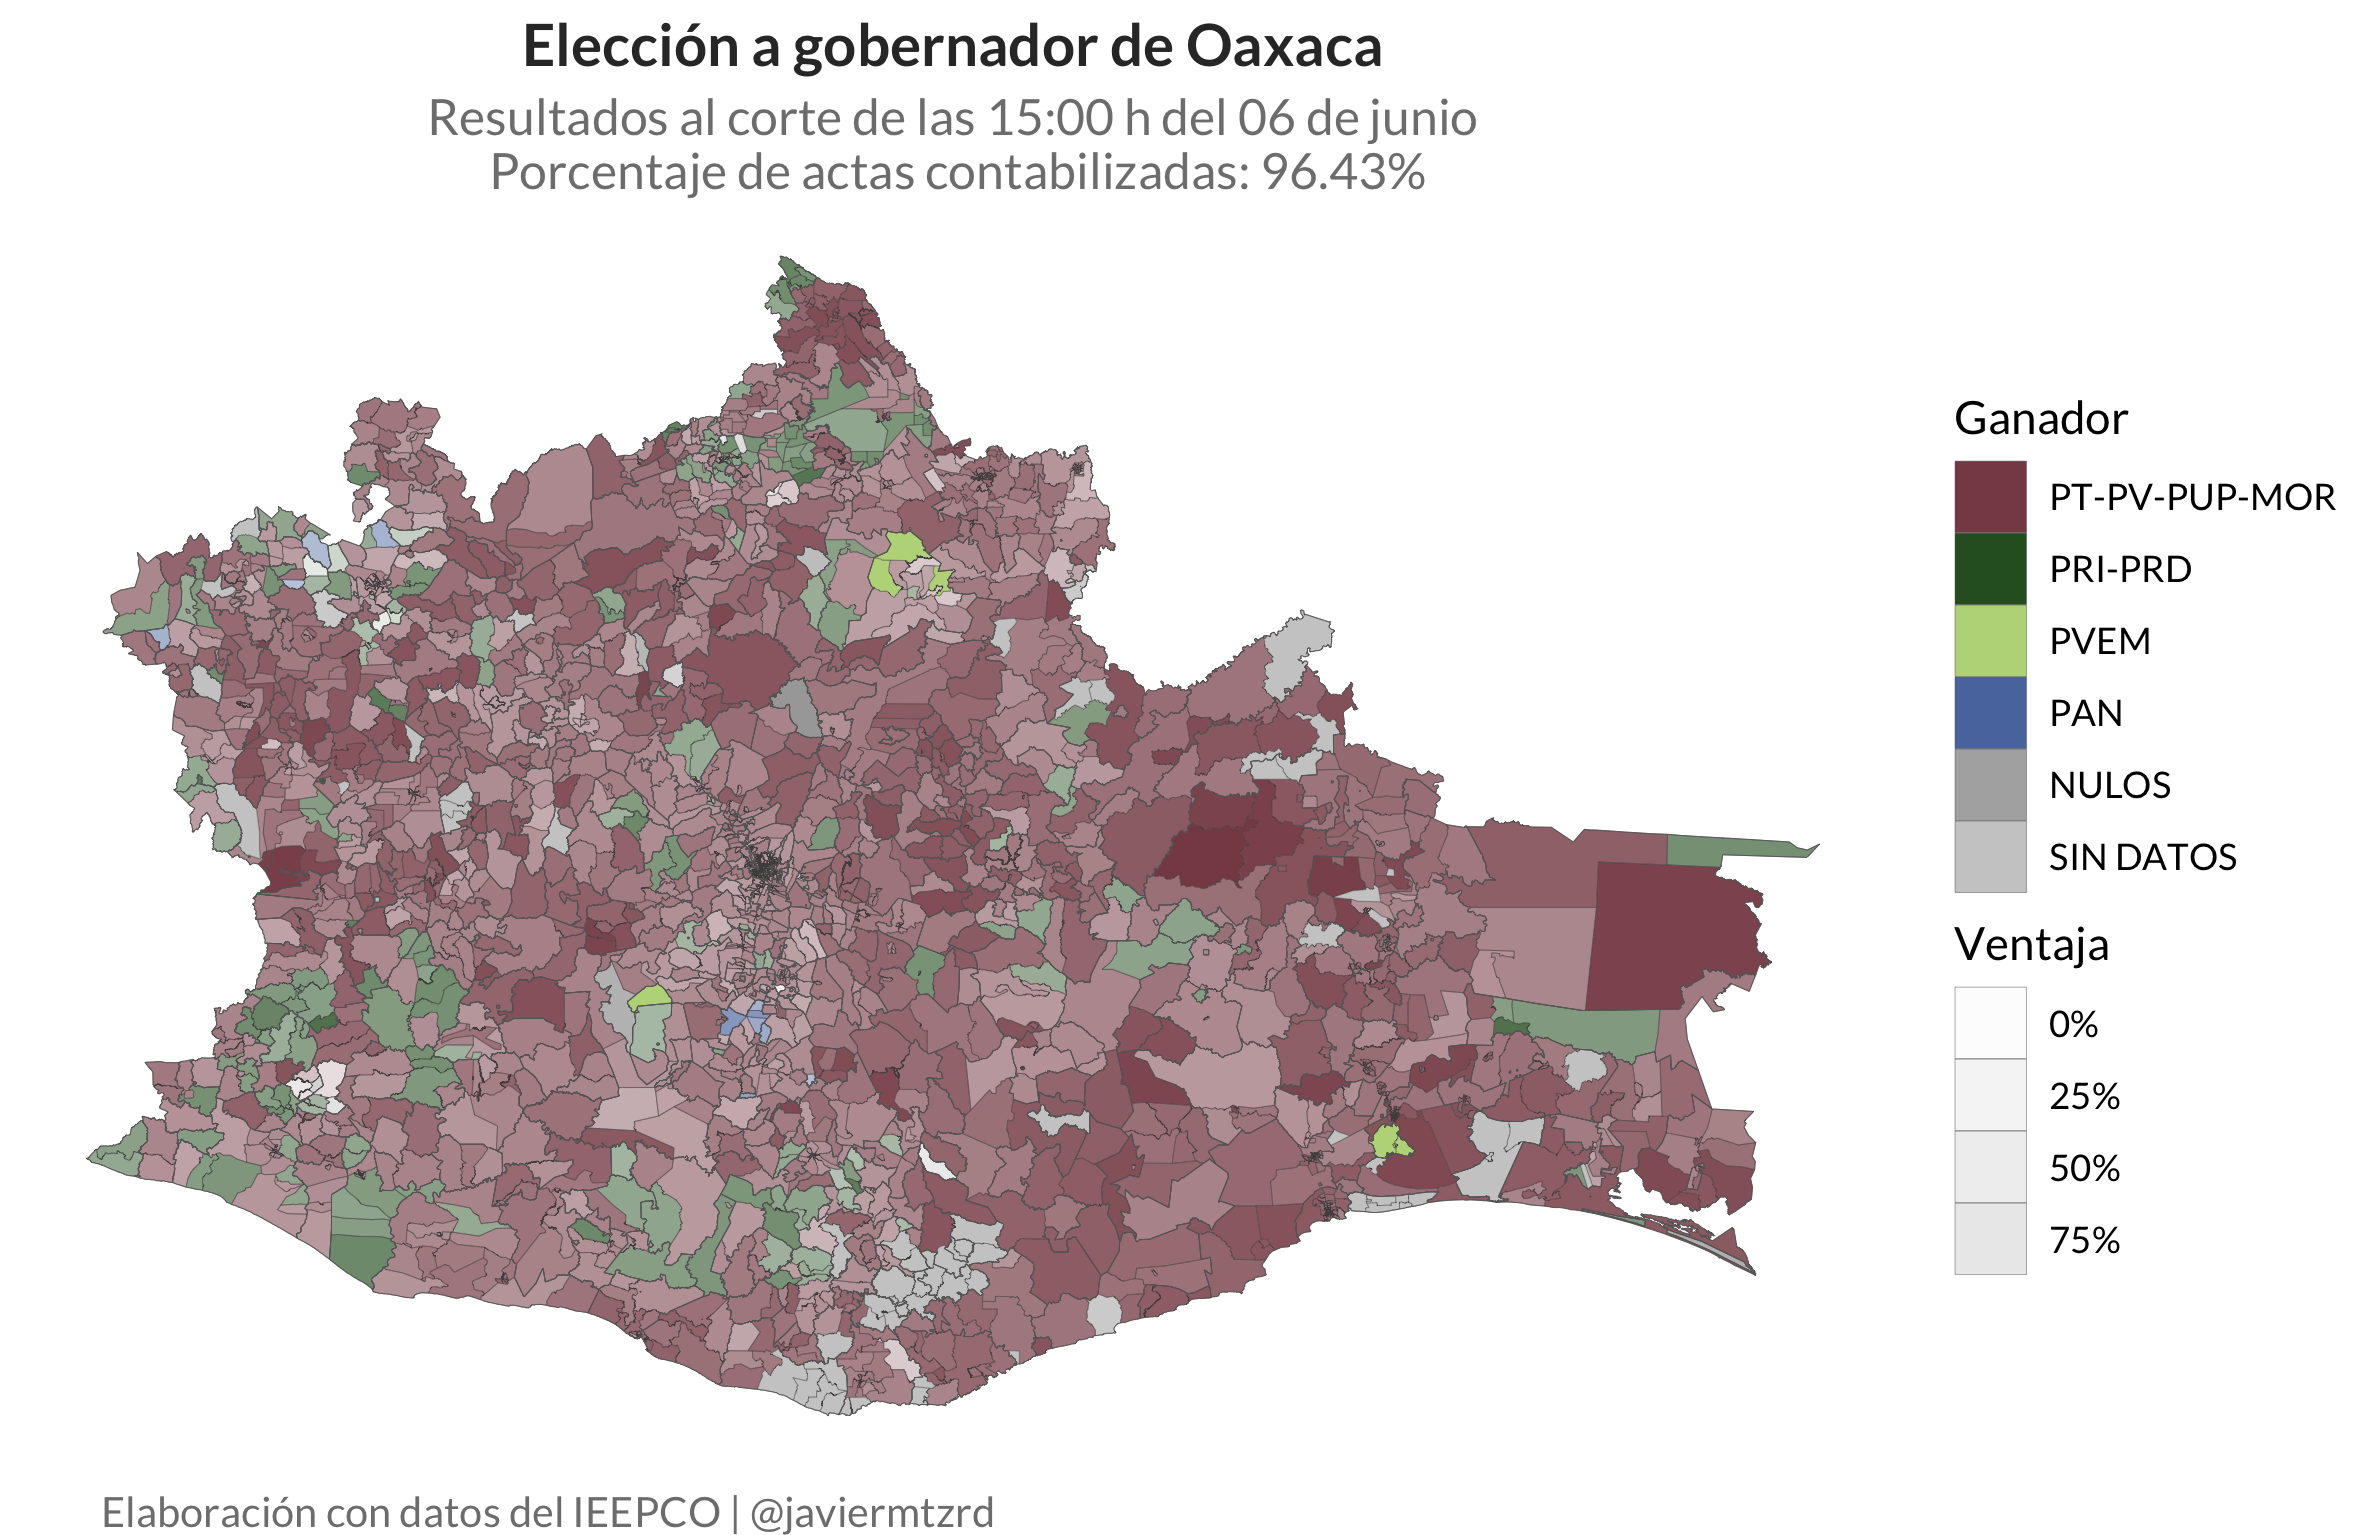 Elección a gobernador de Oaxaca
Resultados al corte de las 15:00 h del 06 de junio
Porcentaje de actas contabilizadas: 96.43%
Ganador
PT-PV-PUP-MOR
PRI-PRD
PVEM
PAN
NULOS
SIN DATOS
Ventaja
0%
25%
50%
75%
Elaboración con datos del IEEPCO | @javiermtzrd